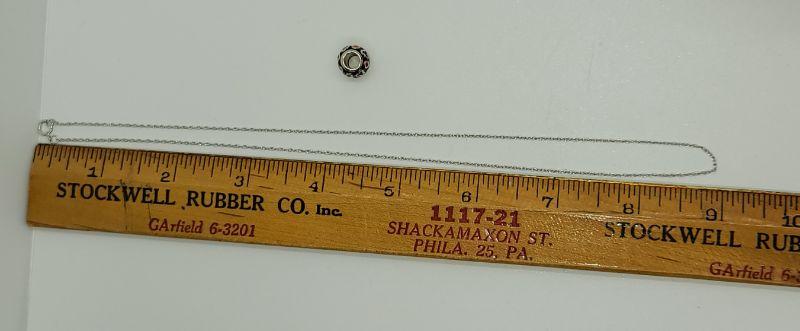 1 2 3 4 5 6 7 8 9 10
STOCKWELL RUBBER CO. Inc. 1117-21 STOCKWELL RUB
GArfield 6-3201 SHACKAMAXON ST. GArfield 6-
PHILA. 25, PA.